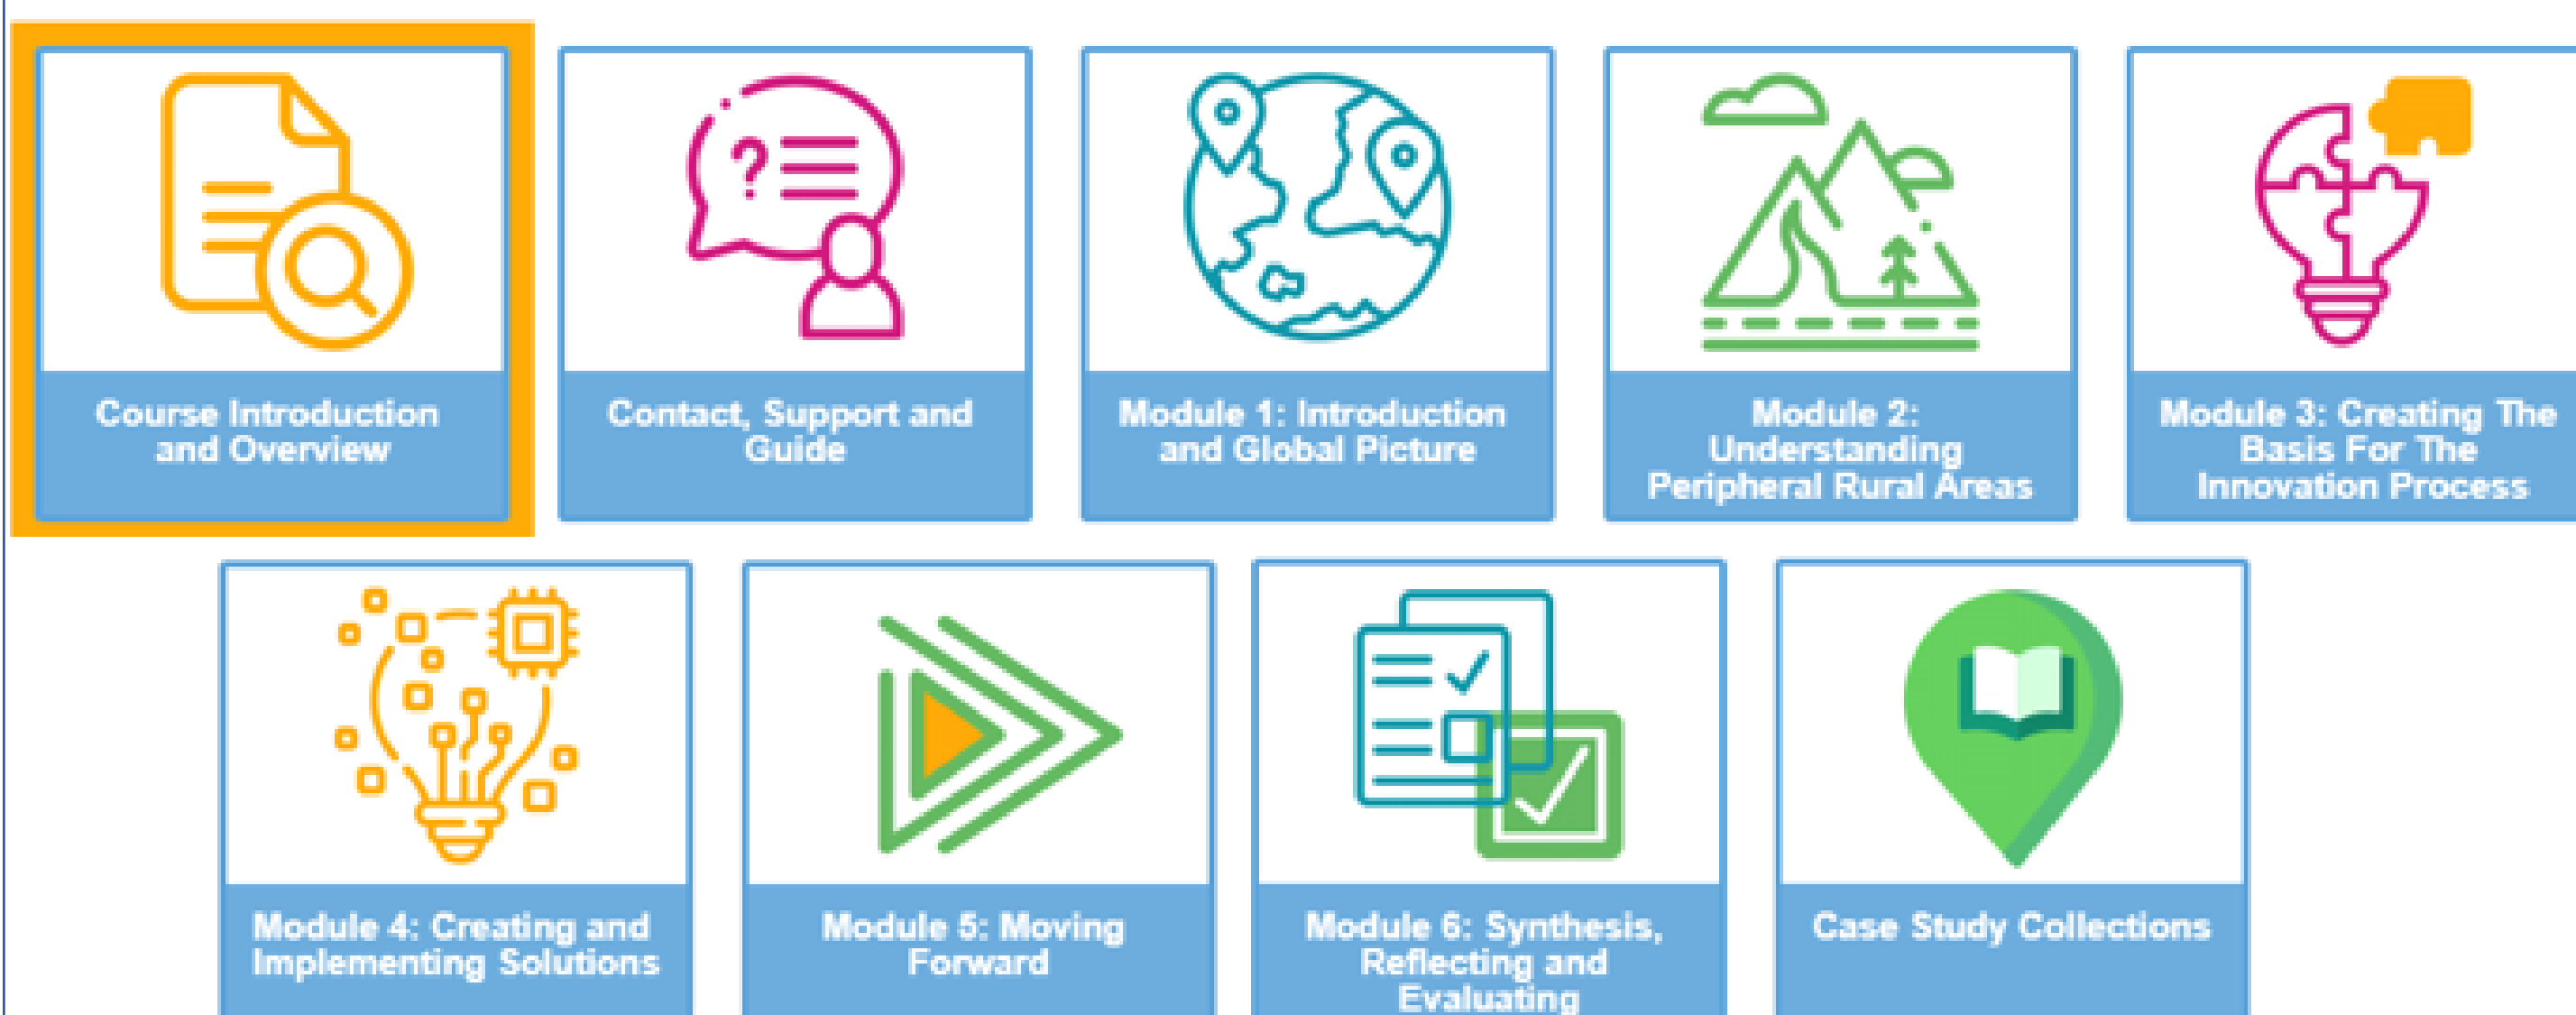 ?
Course Introduction
and Overview
Contact, Support and
Guide
Module 1: Introduction
and Global Picture
Module 2:
Understanding
Peripheral Rural Areas
Module 3: Creating The
Basis For The
Innovation Process
Module 4: Creating and
Implementing Solutions
Module 5: Moving
Forward
Module 6: Synthesis,
Reflecting and
Evaluating
Case Study Collections